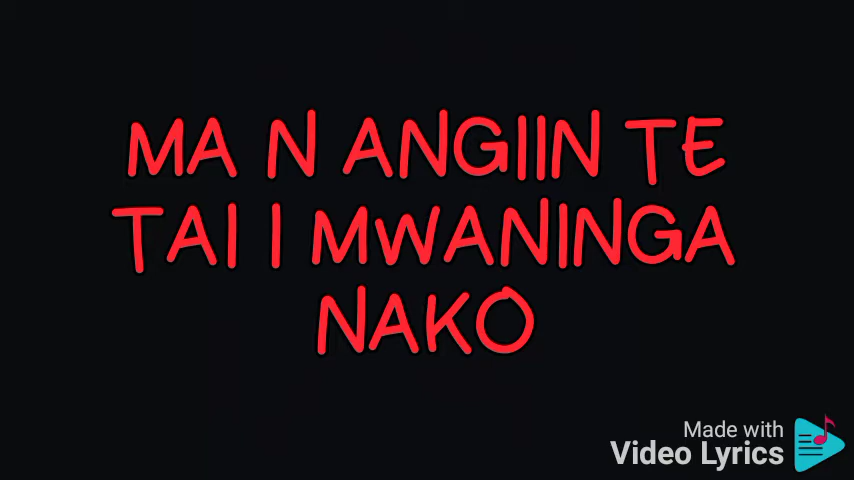 MA N ANGIIN TE
TAI I MWANINGA
NAKO
Made with
Video Lyrics